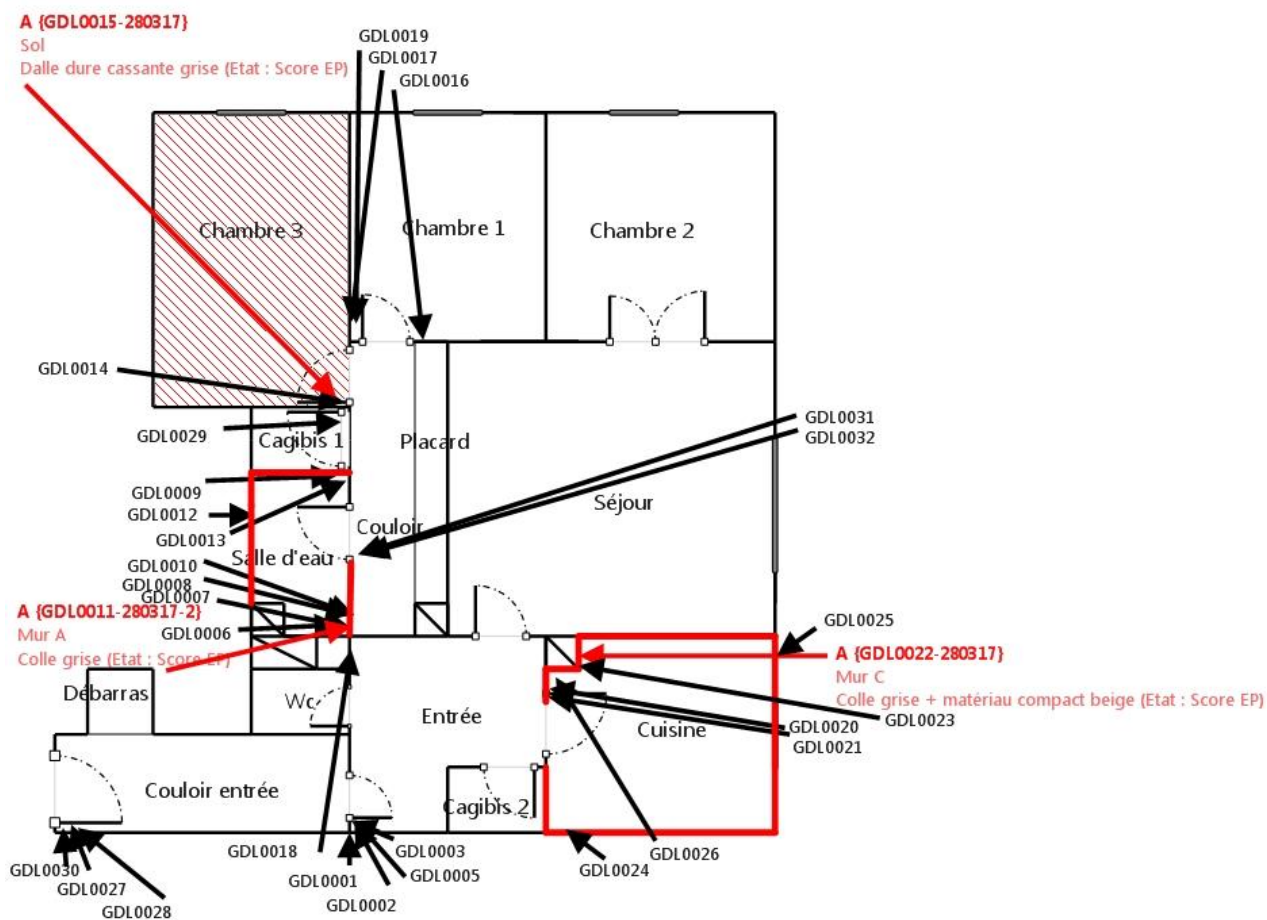 A {GDL0015-280317}
Sol
Dalle dure cassante grise (Etat : Score EP)
GDL0019
GDL0017
GDL0016
Chambre 3
Chambre 1
Chambre 2
GDL0014
GDL0029
Cagibis 1
Placard
GDL0031
GDL0032
GDL0009
GDL0012
GDL0013
Couloir
Séjour
Salle d'eau
GDL0010
GDL0008
GDL0007
GDL0006
A {GDL0011-280317-2}
Mur A
Colle grise (Etat : Score EP)
GDL0025
A {GDL0022-280317}
Mur C
Colle grise + matériau compact beige (Etat : Score EP)
Débarras
Wc
Entrée
Cuisine
GDL0023
GDL0020
GDL0021
Couloir entrée
Cagibis 2
GDL0030
GDL0027
GDL0028
GDL0018
GDL0001
GDL0002
GDL0003
GDL0005
GDL0024
GDL0026